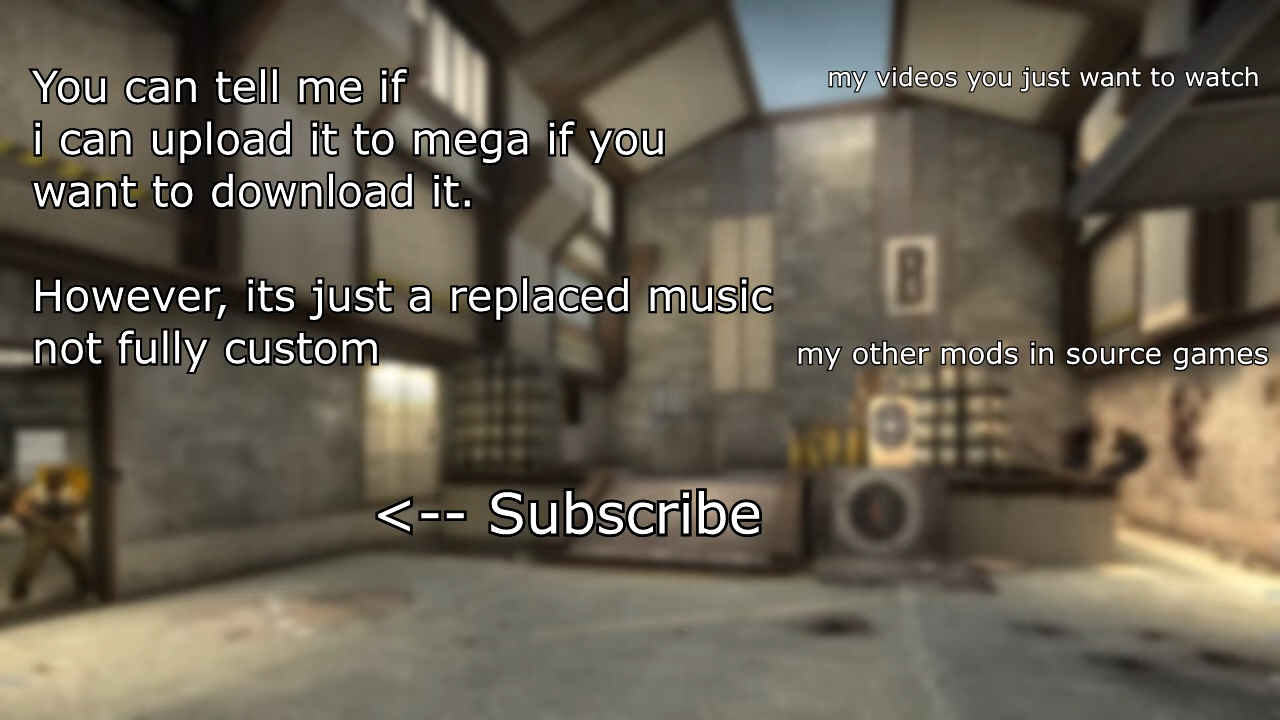 You can tell me if
i can upload it to mega if you
want to download it.
However, its just a replaced music
not fully custom
my videos you just want to watch
B
my other mods in source games
<-- Subscribe